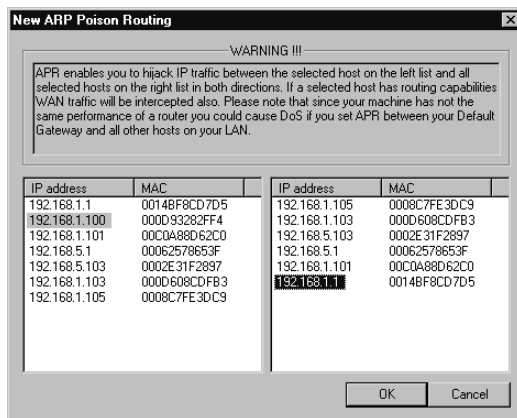 New ARP Poison Routing
WARNING !!!
APR enables you to hijack IP traffic between the selected host on the left list and all
selected hosts on the right list in both directions. If a selected host has routing capabilities
WAN traffic will be intercepted also. Please note that since your machine has not the
same performance of a router you could cause DoS if you set APR between your Default
Gateway and all other hosts on your LAN.
IP address MAC
192.168.1.1 0014BF8CD7D5
192.168.1.100 000D93282FF4
192.168.1.101 00C0A88D62C0
192.168.5.1 00062578653F
192.168.5.103 0002E31F2897
192.168.1.103 000D608CDFB3
192.168.1.105 0008C7FE3DC9
IP address MAC
192.168.1.105 0008C7FE3DC9
192.168.1.103 000D608CDFB3
192.168.5.103 0002E31F2897
192.168.5.1 00062578653F
192.168.1.101 00C0A88D62C0
192.168.1.1 0014BF8CD7D5
OK Cancel